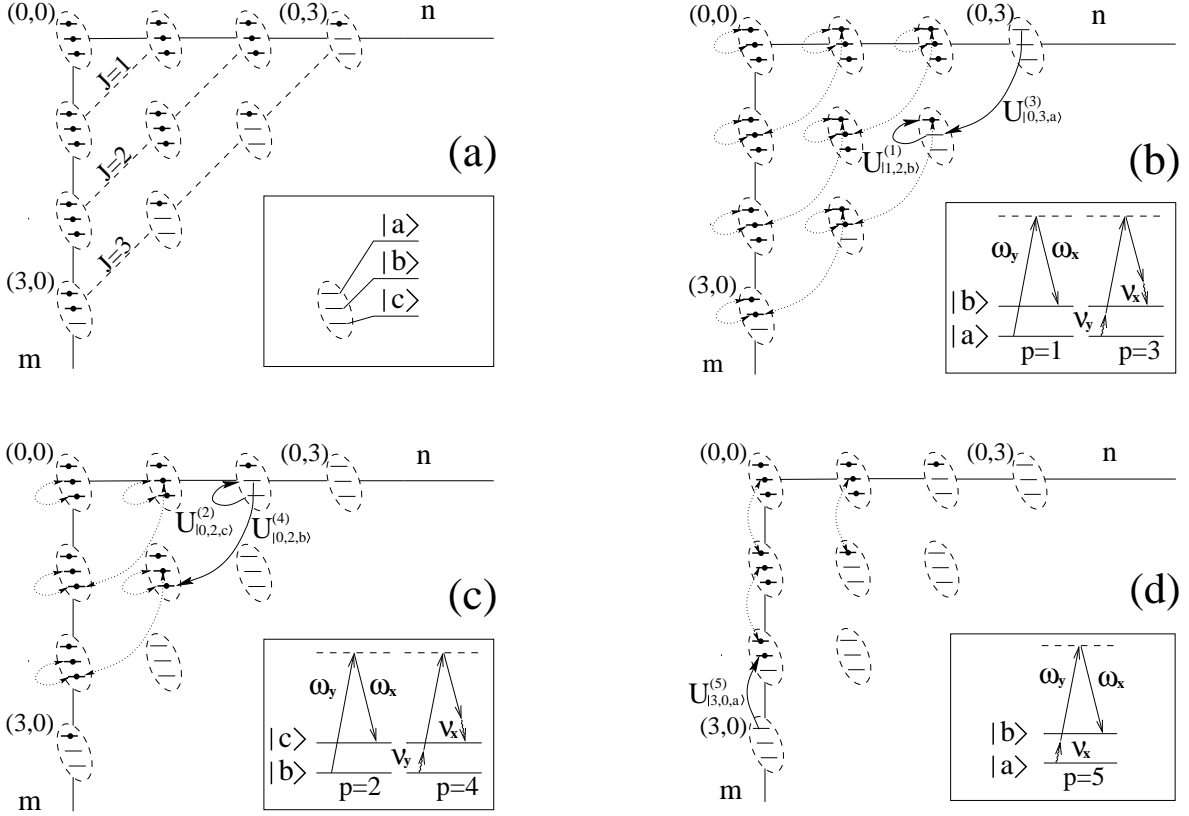 (0,0)
(0,3)
n
J=1
J=2
J=3
(3,0)
m
(a)
|a⟩
|b⟩
|c⟩
(0,0)
(0,3)
n
U^{(3)}_{|0,3,a⟩}
U^{(1)}_{|1,2,b⟩}
(3,0)
m
(b)
ω_y ω_x
|b⟩
|a⟩
ν_y ν_x
p=1 p=3
(0,0)
(0,3)
n
U^{(2)}_{|0,2,c⟩}
U^{(4)}_{|0,2,b⟩}
(3,0)
m
(c)
ω_y ω_x
|c⟩
|b⟩
ν_y ν_x
p=2 p=4
(0,0)
(0,3)
n
U^{(5)}_{|3,0,a⟩}
(3,0)
m
(d)
ω_y ω_x
|b⟩
|a⟩
ν_x
p=5